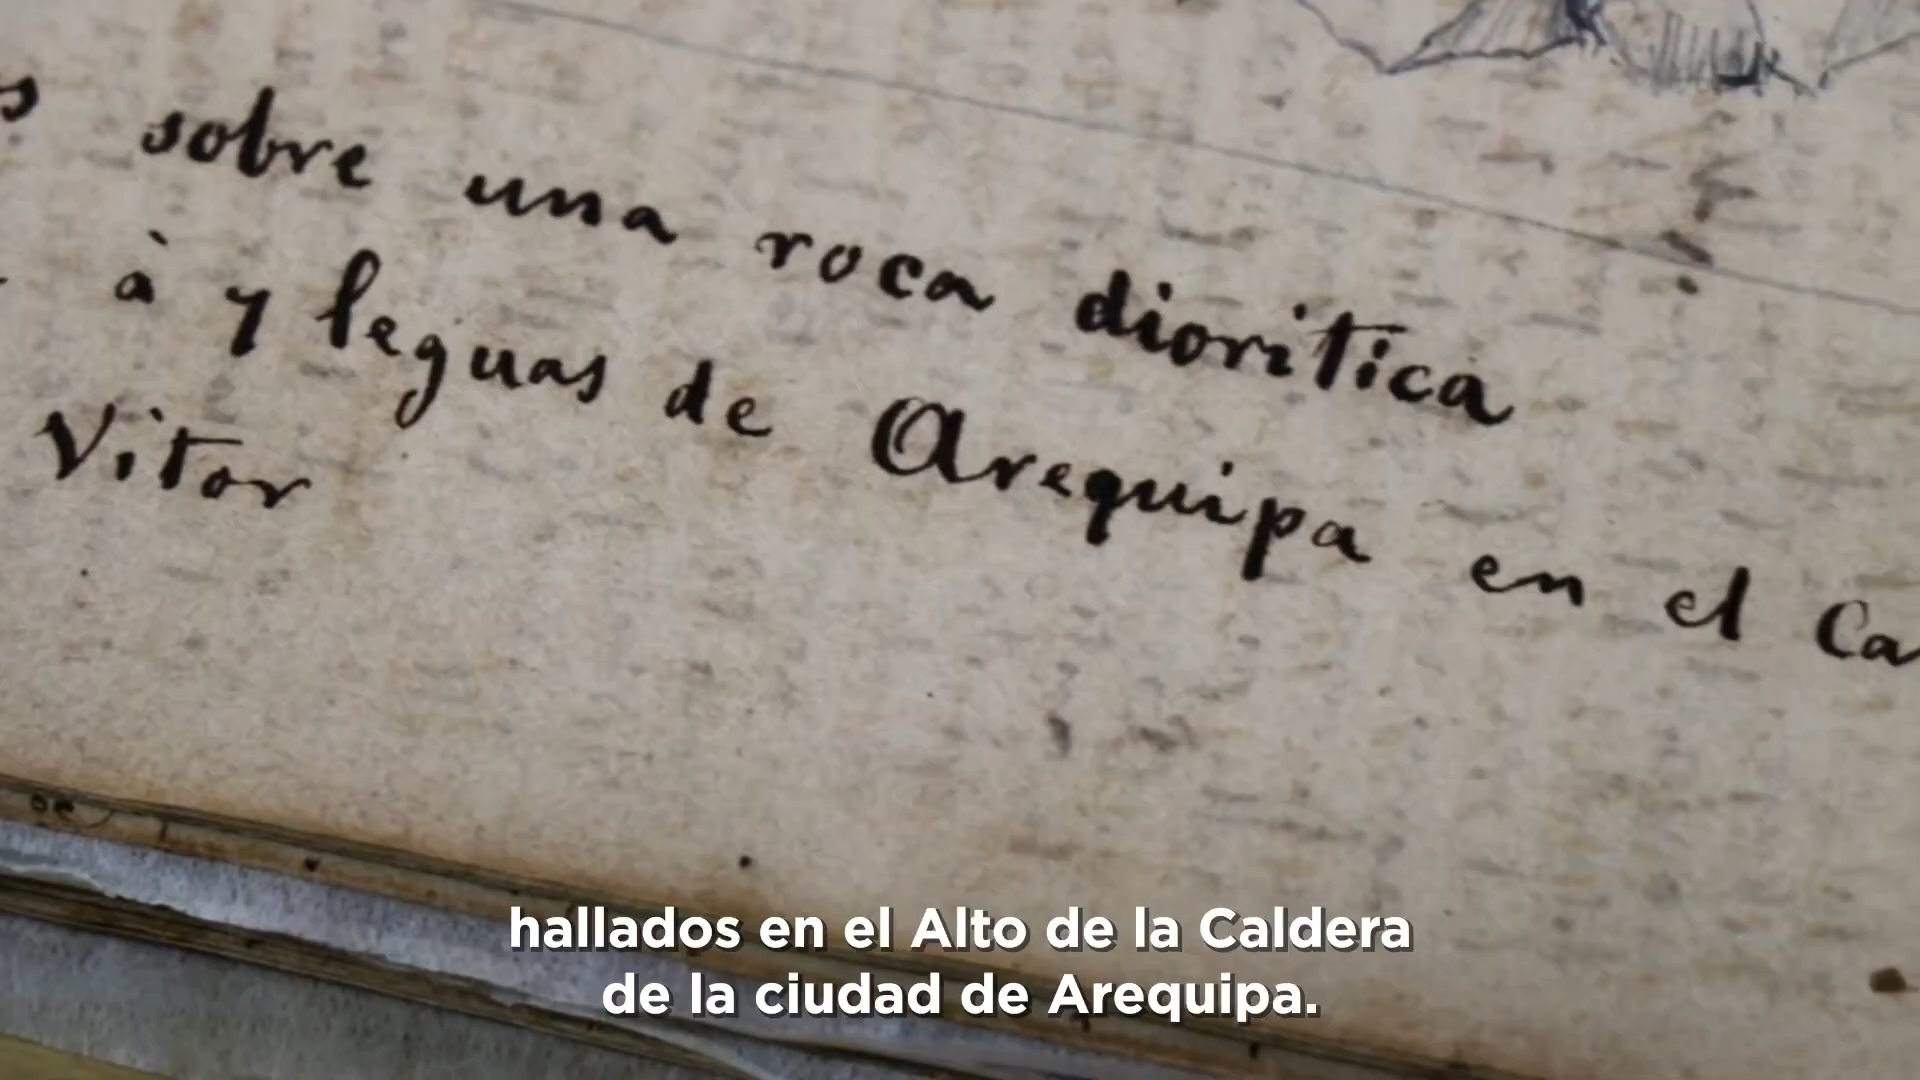 sobre una roca dioritica
à 7 leguas de Arequipa en el Ca
Vitor
hallados en el Alto de la Caldera
de la ciudad de Arequipa.